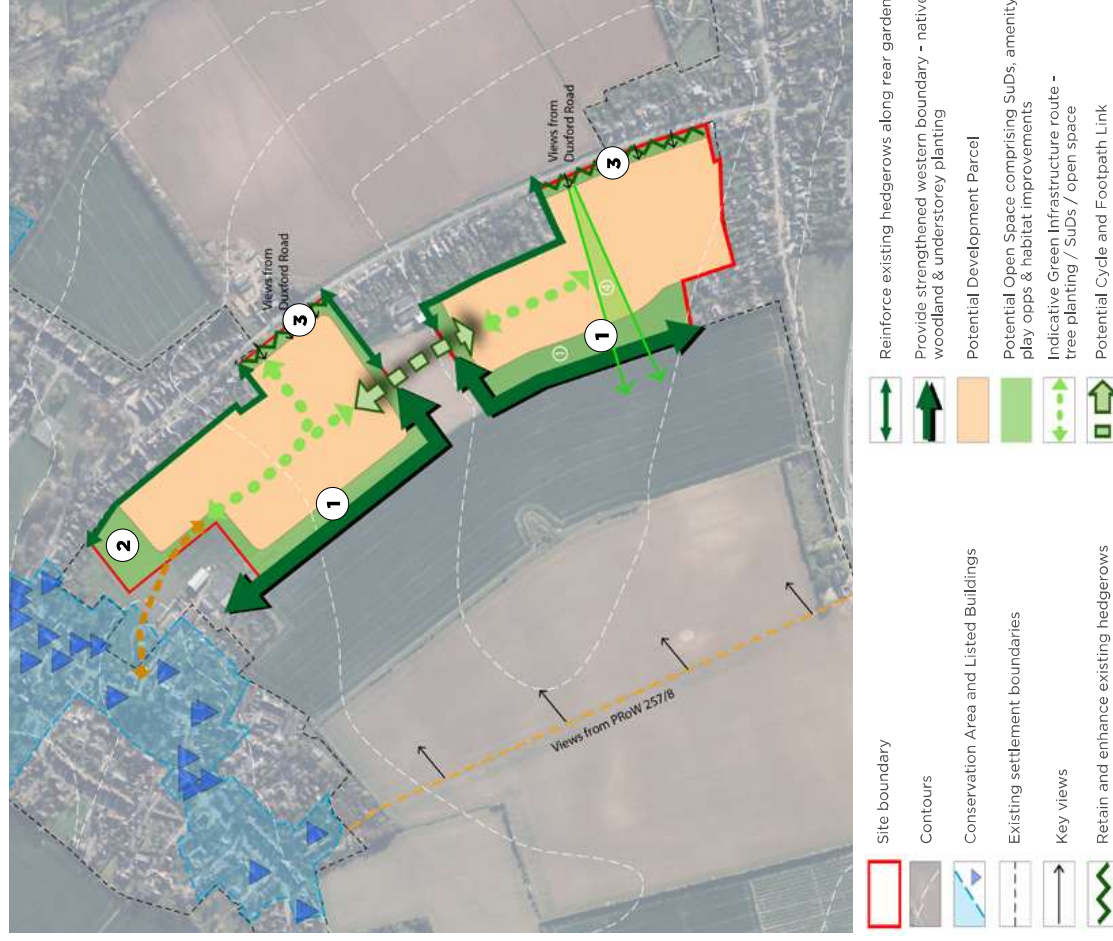 Views from
Duxford Road
Views from
Duxford Road
3
3
2
1
1
1
4
Views from PRoW 257/8
Site boundary
Contours
Conservation Area and Listed Buildings
Existing settlement boundaries
Key views
Retain and enhance existing hedgerows
Reinforce existing hedgerows along rear garden
Provide strengthened western boundary - native
woodland & understorey planting
Potential Development Parcel
Potential Open Space comprising SuDs, amenity
play opps & habitat improvements
Indicative Green Infrastructure route -
tree planting / SuDs / open space
Potential Cycle and Footpath Link